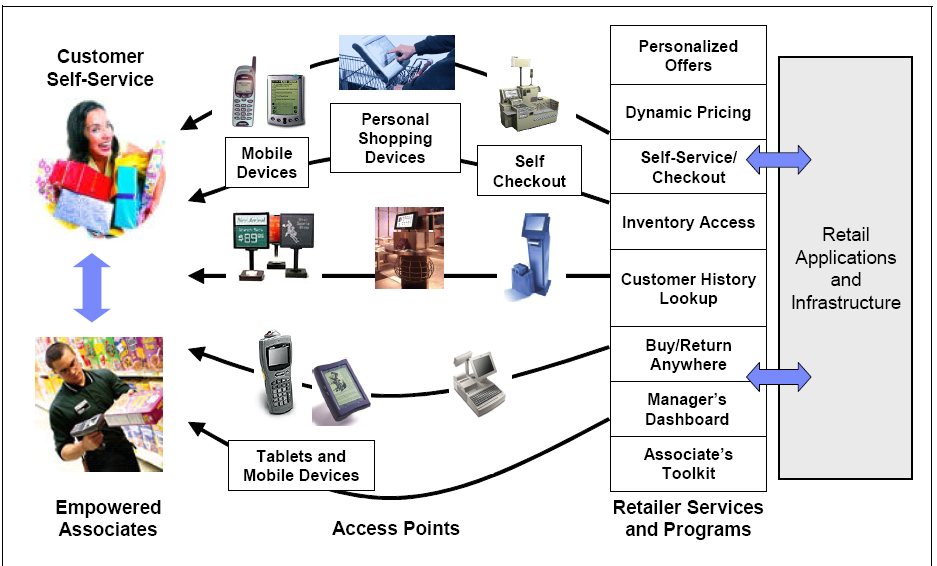 Customer
Self-Service
Mobile
Devices
Personal
Shopping
Devices
Self
Checkout
$89
Tablets and
Mobile Devices
Empowered
Associates
Access Points
Personalized
Offers
Dynamic Pricing
Self-Service/
Checkout
Inventory Access
Customer History
Lookup
Buy/Return
Anywhere
Manager's
Dashboard
Associate's
Toolkit
Retailer Services
and Programs
Retail
Applications
and
Infrastructure